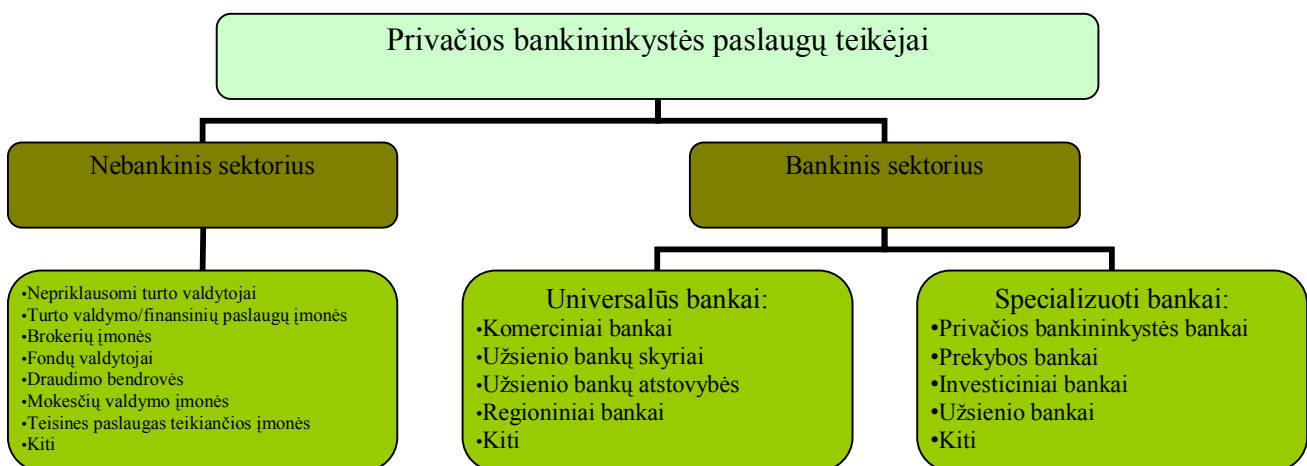 Privačios bankininkystės paslaugų teikėjai
Nebankinis sektorius
Bankinis sektorius
•Nepriklausomi turto valdytojai
•Turto valdymo/finansinių paslaugų įmonės
•Brokerių įmonės
•Fondų valdytojai
•Draudimo bendrovės
•Mokesčių valdymo įmonės
•Teisines paslaugas teikiančios įmonės
•Kiti
Universalūs bankai:
•Komerciniai bankai
•Užsienio bankų skyriai
•Užsienio bankų atstovybės
•Regioniniai bankai
•Kiti
Specializuoti bankai:
•Privačios bankininkystės bankai
•Prekybos bankai
•Investiciniai bankai
•Užsienio bankai
•Kiti